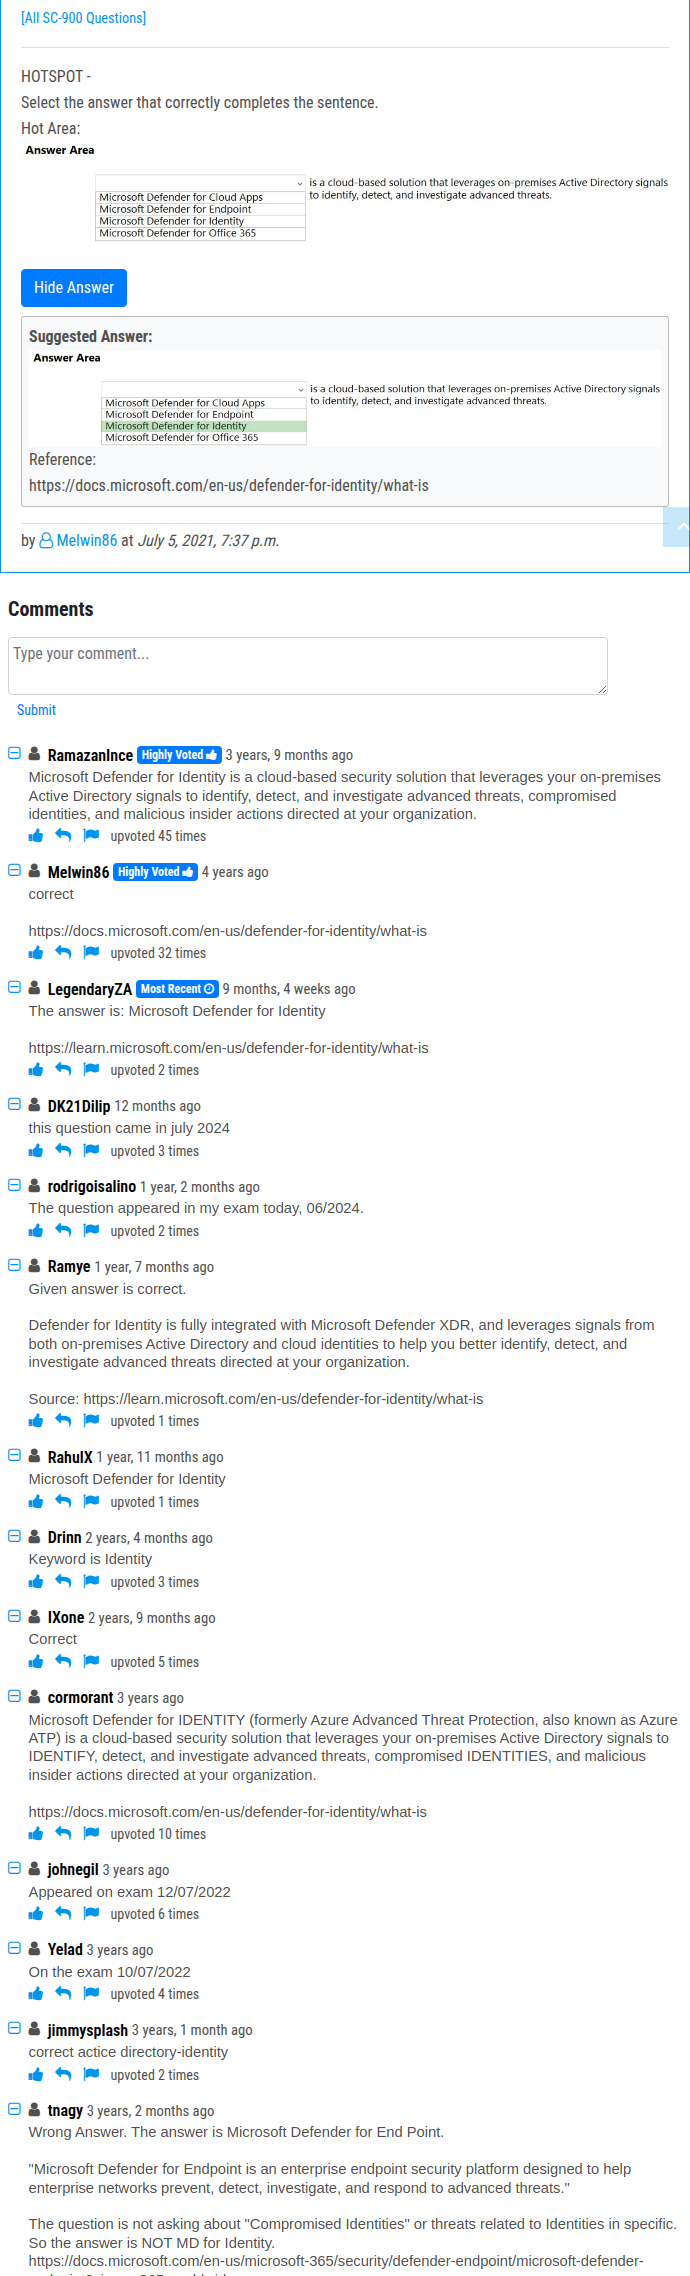 [All SC-900 Questions]
HOTSPOT -
Select the answer that correctly completes the sentence.
Hot Area:
Answer Area
is a cloud-based solution that leverages on-premises Active Directory signals
to identify, detect, and investigate advanced threats.
Microsoft Defender for Cloud Apps
Microsoft Defender for Endpoint
Microsoft Defender for Identity
Microsoft Defender for Office 365
Hide Answer
Suggested Answer:
Answer Area
is a cloud-based solution that leverages on-premises Active Directory signals
to identify, detect, and investigate advanced threats.
Microsoft Defender for Cloud Apps
Microsoft Defender for Endpoint
Microsoft Defender for Identity
Microsoft Defender for Office 365
Reference:
https://docs.microsoft.com/en-us/defender-for-identity/what-is
by Melwin86 at July 5, 2021, 7:37 p.m.
Comments
Type your comment...
Submit
RamazanInce Highly Voted 3 years, 9 months ago
Microsoft Defender for Identity is a cloud-based security solution that leverages your on-premises
Active Directory signals to identify, detect, and investigate advanced threats, compromised
identities, and malicious insider actions directed at your organization.
upvoted 45 times
Melwin86 Highly Voted 4 years ago
correct
https://docs.microsoft.com/en-us/defender-for-identity/what-is
upvoted 32 times
LegendaryZA Most Recent 9 months, 4 weeks ago
The answer is: Microsoft Defender for Identity
https://learn.microsoft.com/en-us/defender-for-identity/what-is
upvoted 2 times
DK21Dilip 12 months ago
this question came in july 2024
upvoted 3 times
rodrigoisalino 1 year, 2 months ago
The question appeared in my exam today, 06/2024.
upvoted 2 times
Ramye 1 year, 7 months ago
Given answer is correct.
Defender for Identity is fully integrated with Microsoft Defender XDR, and leverages signals from
both on-premises Active Directory and cloud identities to help you better identify, detect, and
investigate advanced threats directed at your organization.
Source: https://learn.microsoft.com/en-us/defender-for-identity/what-is
upvoted 1 times
RahulX 1 year, 11 months ago
Microsoft Defender for Identity
upvoted 1 times
Drinn 2 years, 4 months ago
Keyword is Identity
upvoted 3 times
IXone 2 years, 9 months ago
Correct
upvoted 5 times
cormorant 3 years ago
Microsoft Defender for IDENTITY (formerly Azure Advanced Threat Protection, also known as Azure
ATP) is a cloud-based security solution that leverages your on-premises Active Directory signals to
IDENTIFY, detect, and investigate advanced threats, compromised IDENTITIES, and malicious
insider actions directed at your organization.
https://docs.microsoft.com/en-us/defender-for-identity/what-is
upvoted 10 times
johnegil 3 years ago
Appeared on exam 12/07/2022
upvoted 6 times
Yelad 3 years ago
On the exam 10/07/2022
upvoted 4 times
jimmysplash 3 years, 1 month ago
correct actice directory-identity
upvoted 2 times
tnagy 3 years, 2 months ago
Wrong Answer. The answer is Microsoft Defender for End Point.
"Microsoft Defender for Endpoint is an enterprise endpoint security platform designed to help
enterprise networks prevent, detect, investigate, and respond to advanced threats."
The question is not asking about "Compromised Identities" or threats related to Identities in specific.
So the answer is NOT MD for Identity.
https://docs.microsoft.com/en-us/microsoft-365/security/defender-endpoint/microsoft-defender-